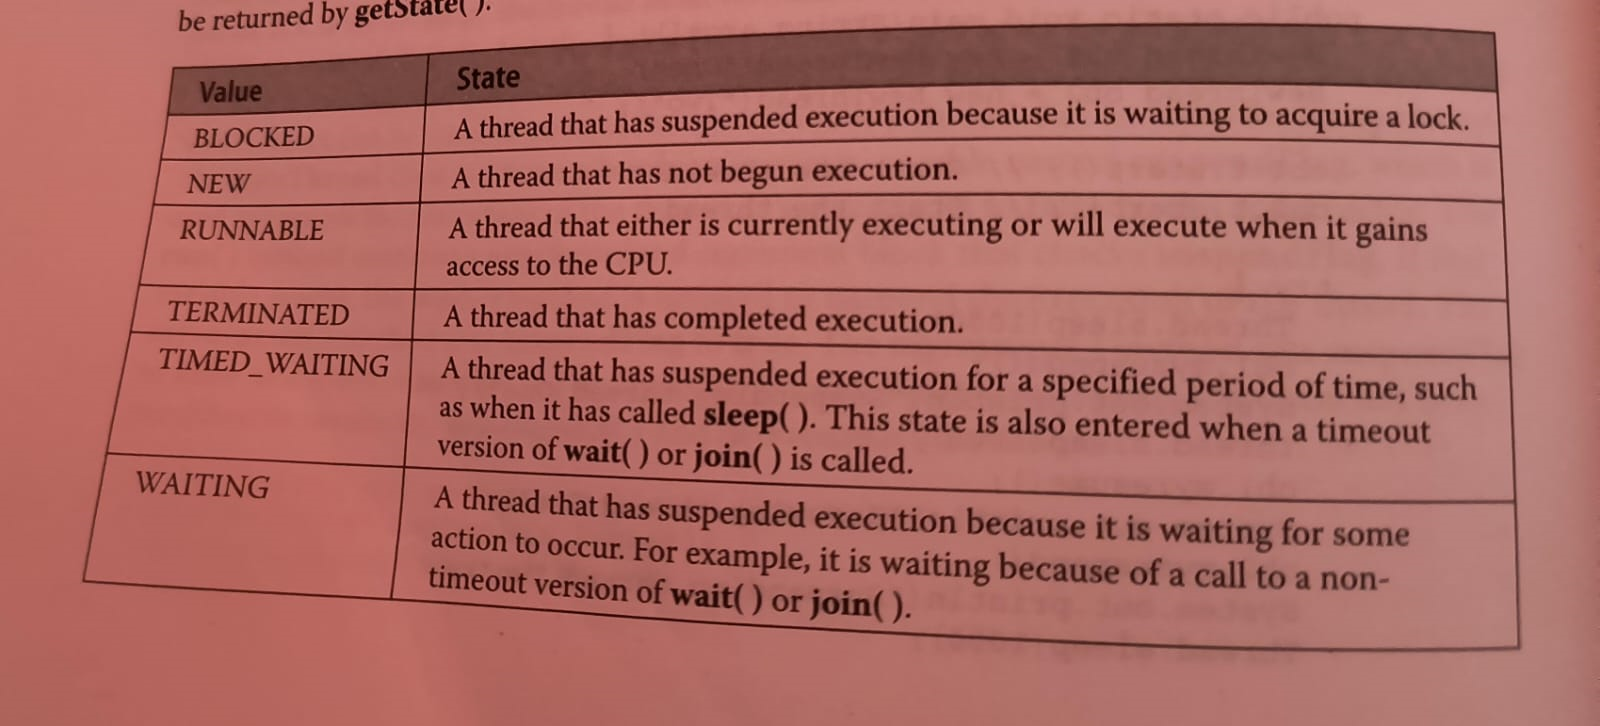 be returned by getState( ).
Value State
BLOCKED A thread that has suspended execution because it is waiting to acquire a lock.
NEW A thread that has not begun execution.
RUNNABLE A thread that either is currently executing or will execute when it gains
access to the CPU.
TERMINATED A thread that has completed execution.
TIMED_WAITING A thread that has suspended execution for a specified period of time, such
as when it has called sleep( ). This state is also entered when a timeout
version of wait( ) or join( ) is called.
WAITING A thread that has suspended execution because it is waiting for some
action to occur. For example, it is waiting because of a call to a non-
timeout version of wait( ) or join( ).